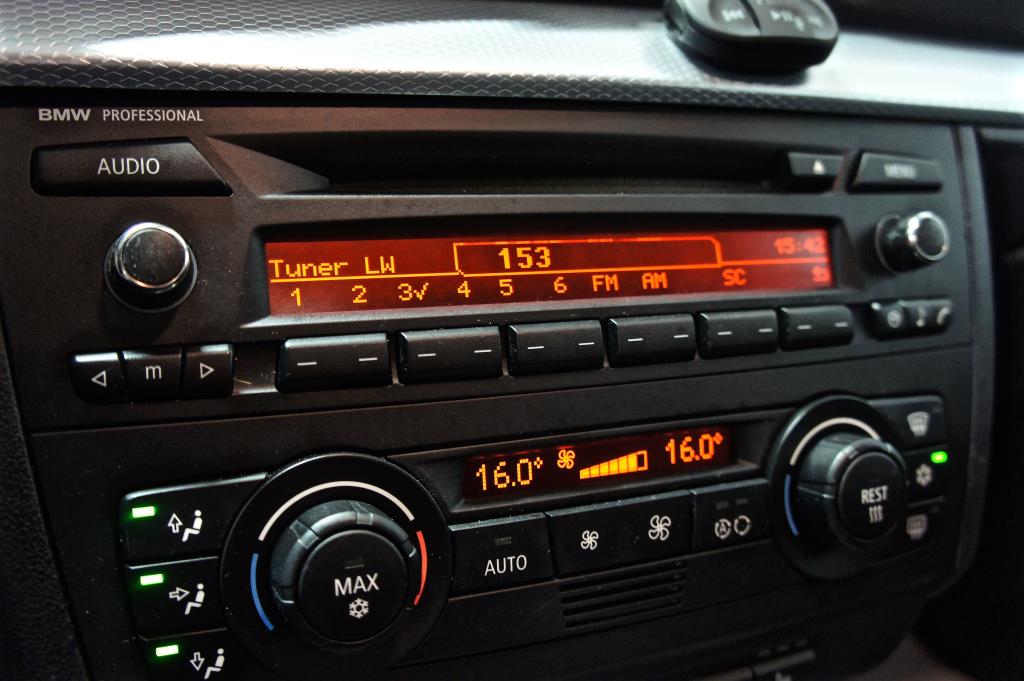 BMW PROFESSIONAL
AUDIO
MENU
Tuner LW 153 15:42
1 2 3√ 4 5 6 FM AM SC
m
16.0° 16.0°
REST
AUTO
MAX